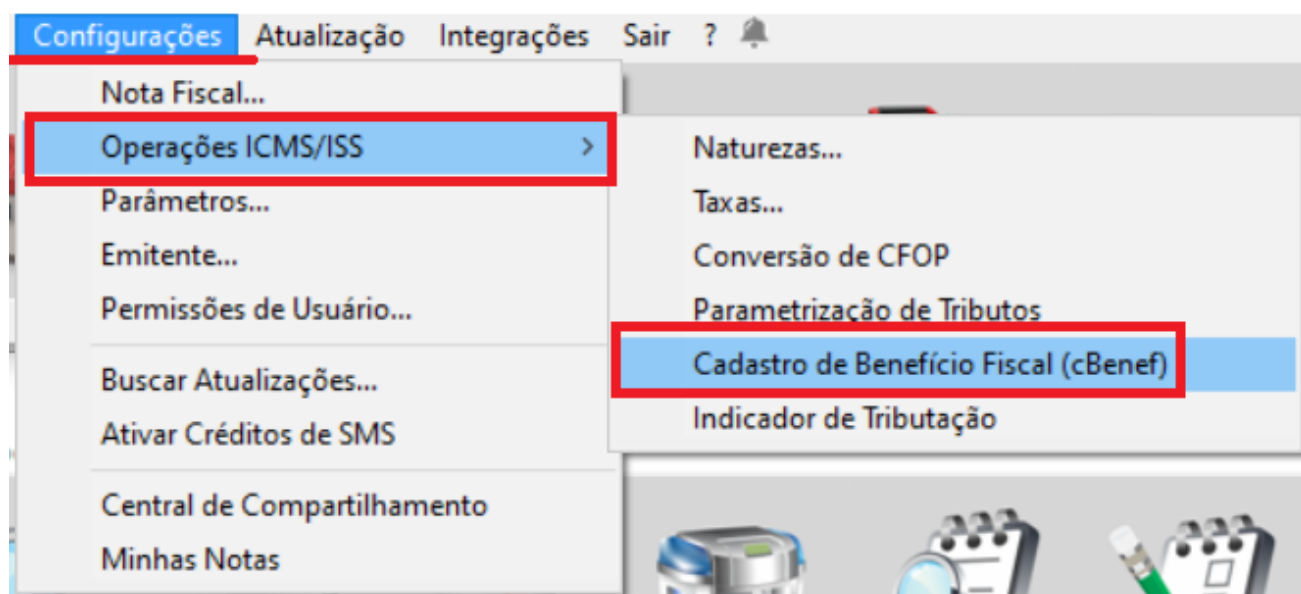 Configurações Atualização Integrações Sair ?
Nota Fiscal...
Operações ICMS/ISS >
Parâmetros...
Emitente...
Permissões de Usuário...
Buscar Atualizações...
Ativar Créditos de SMS
Central de Compartilhamento
Minhas Notas
Naturezas...
Taxas...
Conversão de CFOP
Parametrização de Tributos
Cadastro de Benefício Fiscal (cBenef)
Indicador de Tributação